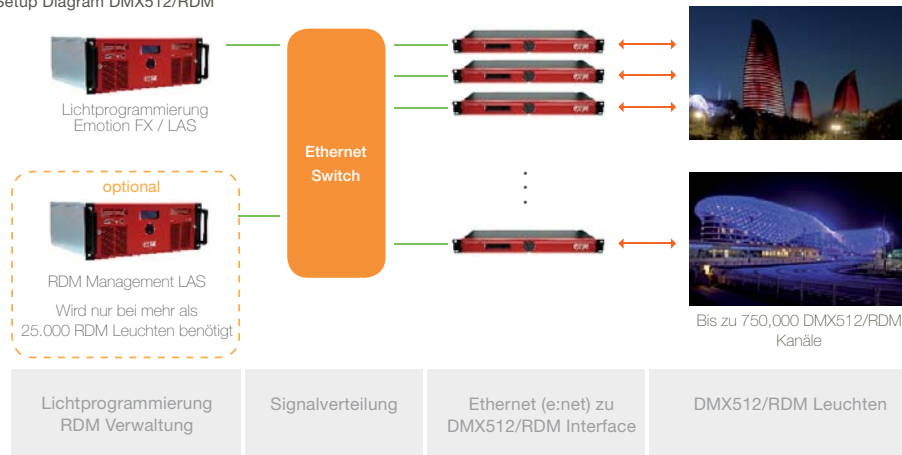 Setup Diagram DMX512/RDM
Lichtprogrammierung
Emotion FX / LAS
optional
RDM Management LAS
Wird nur bei mehr als
25.000 RDM Leuchten benötigt
Ethernet
Switch
Bis zu 750,000 DMX512/RDM
Kanäle
Lichtprogrammierung
RDM Verwaltung
Signalverteilung
Ethernet (e:net) zu
DMX512/RDM Interface
DMX512/RDM Leuchten